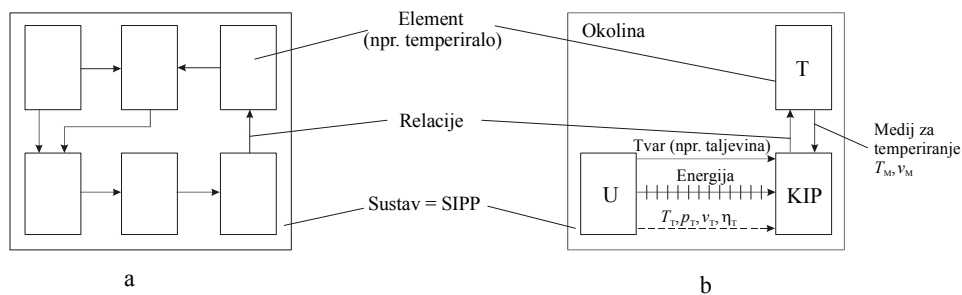 Element
(npr. temperiralo)
Okolina
T
Relacije
Medij za
temperiranje
T_M, v_M
Tvar (npr. taljevina)
Energija
U
KIP
T_T, p_T, v_T, η_T
Sustav = SIPP
a
b